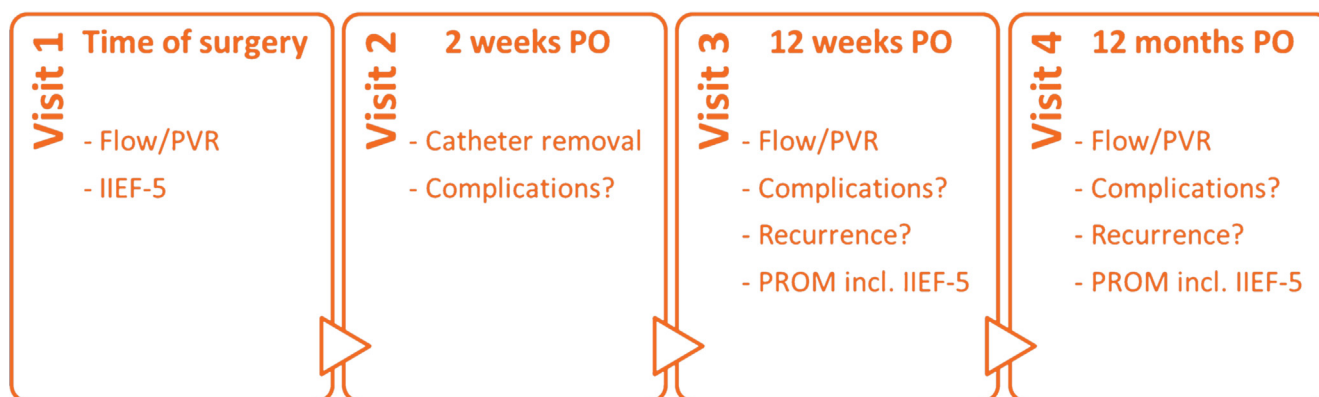 Visit 1
Time of surgery
- Flow/PVR
- IIEF-5
Visit 2
2 weeks PO
- Catheter removal
- Complications?
Visit 3
12 weeks PO
- Flow/PVR
- Complications?
- Recurrence?
- PROM incl. IIEF-5
Visit 4
12 months PO
- Flow/PVR
- Complications?
- Recurrence?
- PROM incl. IIEF-5